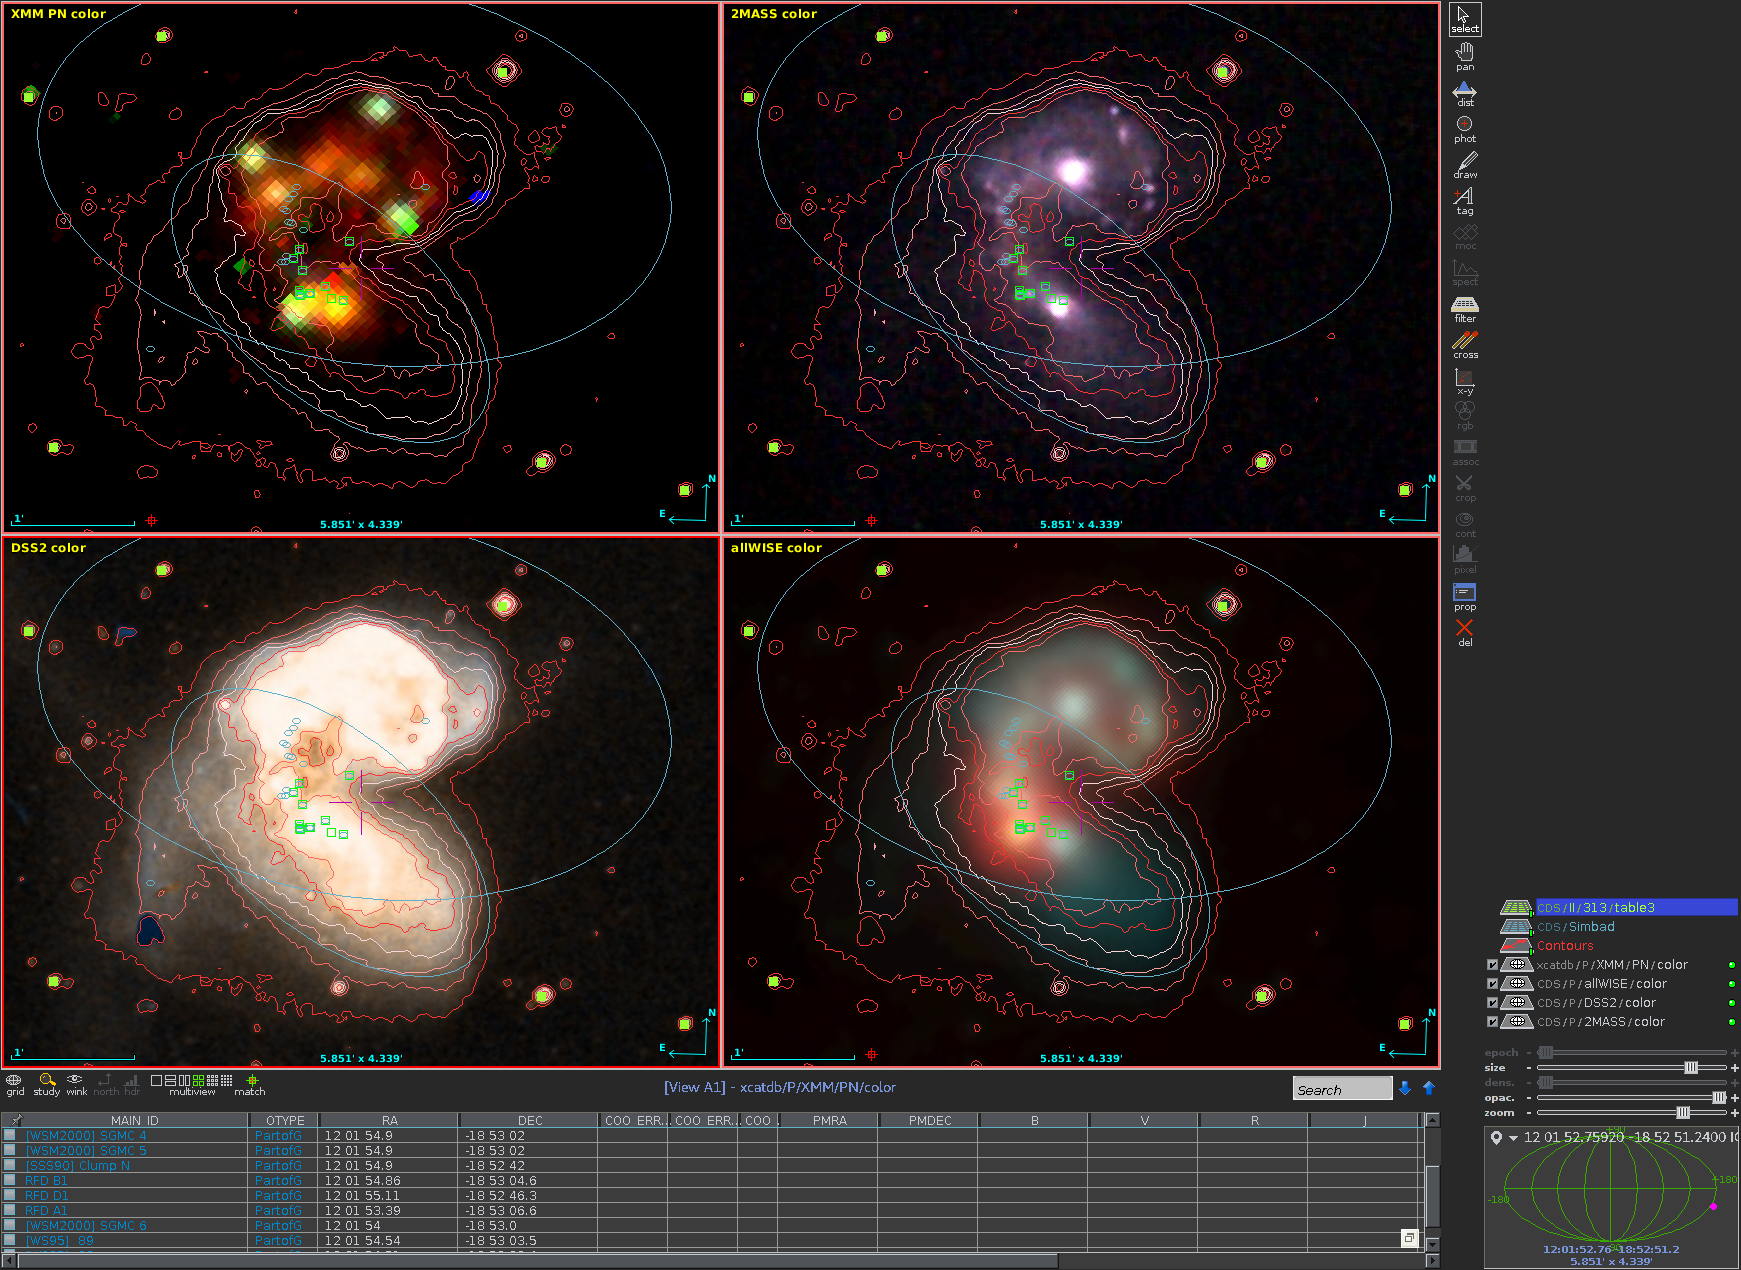 XMM PN color
1'
5.851' x 4.339'
N
E
2MASS color
1'
5.851' x 4.339'
N
E
DSS2 color
1'
5.851' x 4.339'
N
E
allWISE color
1'
5.851' x 4.339'
N
E
select
pan
dist
phot
draw
tag
moc
spect
filter
cross
x-y
rgb
assoc
crop
cont
pixel
prop
del
CDS/II/313/table3
CDS/Simbad
Contours
xcatdb/P/XMM/PN/color
CDS/P/allWISE/color
CDS/P/DSS2/color
CDS/P/2MASS/color
epoch - +
size - +
dens. - +
opac. - +
zoom - +
grid study wink north hdr multiview match
[View A1] - xcatdb/P/XMM/PN/color
Search
MAIN_ID OTYPE RA DEC COO_ERR... COO_ERR... COO_... PMRA PMDEC B V R J
[WSM2000] SGMC 4 PartofG 12 01 54.9 -18 53 02
[WSM2000] SGMC 5 PartofG 12 01 54.9 -18 53 02
[SSS90] Clump N PartofG 12 01 54.9 -18 52 42
RFD B1 PartofG 12 01 54.86 -18 53 04.6
RFD D1 PartofG 12 01 55.11 -18 52 46.3
RFD A1 PartofG 12 01 53.39 -18 53 06.6
[WSM2000] SGMC 6 PartofG 12 01 54 -18 53.0
[WS95] 89 PartofG 12 01 54.54 -18 53 03.5
12 01 52.75920 -18 52 51.2400 I
+90
-180
+180
-90
12:01:52.76-18:52:51.2
5.851' x 4.339'